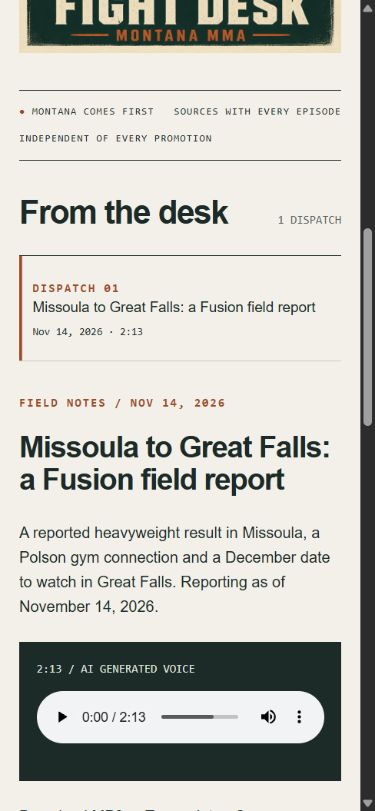 FIGHT DESK
MONTANA MMA
• MONTANA COMES FIRST SOURCES WITH EVERY EPISODE
INDEPENDENT OF EVERY PROMOTION
From the desk
1 DISPATCH
DISPATCH 01
Missoula to Great Falls: a Fusion field report
Nov 14, 2026 · 2:13
FIELD NOTES / NOV 14, 2026
Missoula to Great Falls:
a Fusion field report
A reported heavyweight result in Missoula, a
Polson gym connection and a December date
to watch in Great Falls. Reporting as of
November 14, 2026.
2:13 / AI GENERATED VOICE
0:00 / 2:13